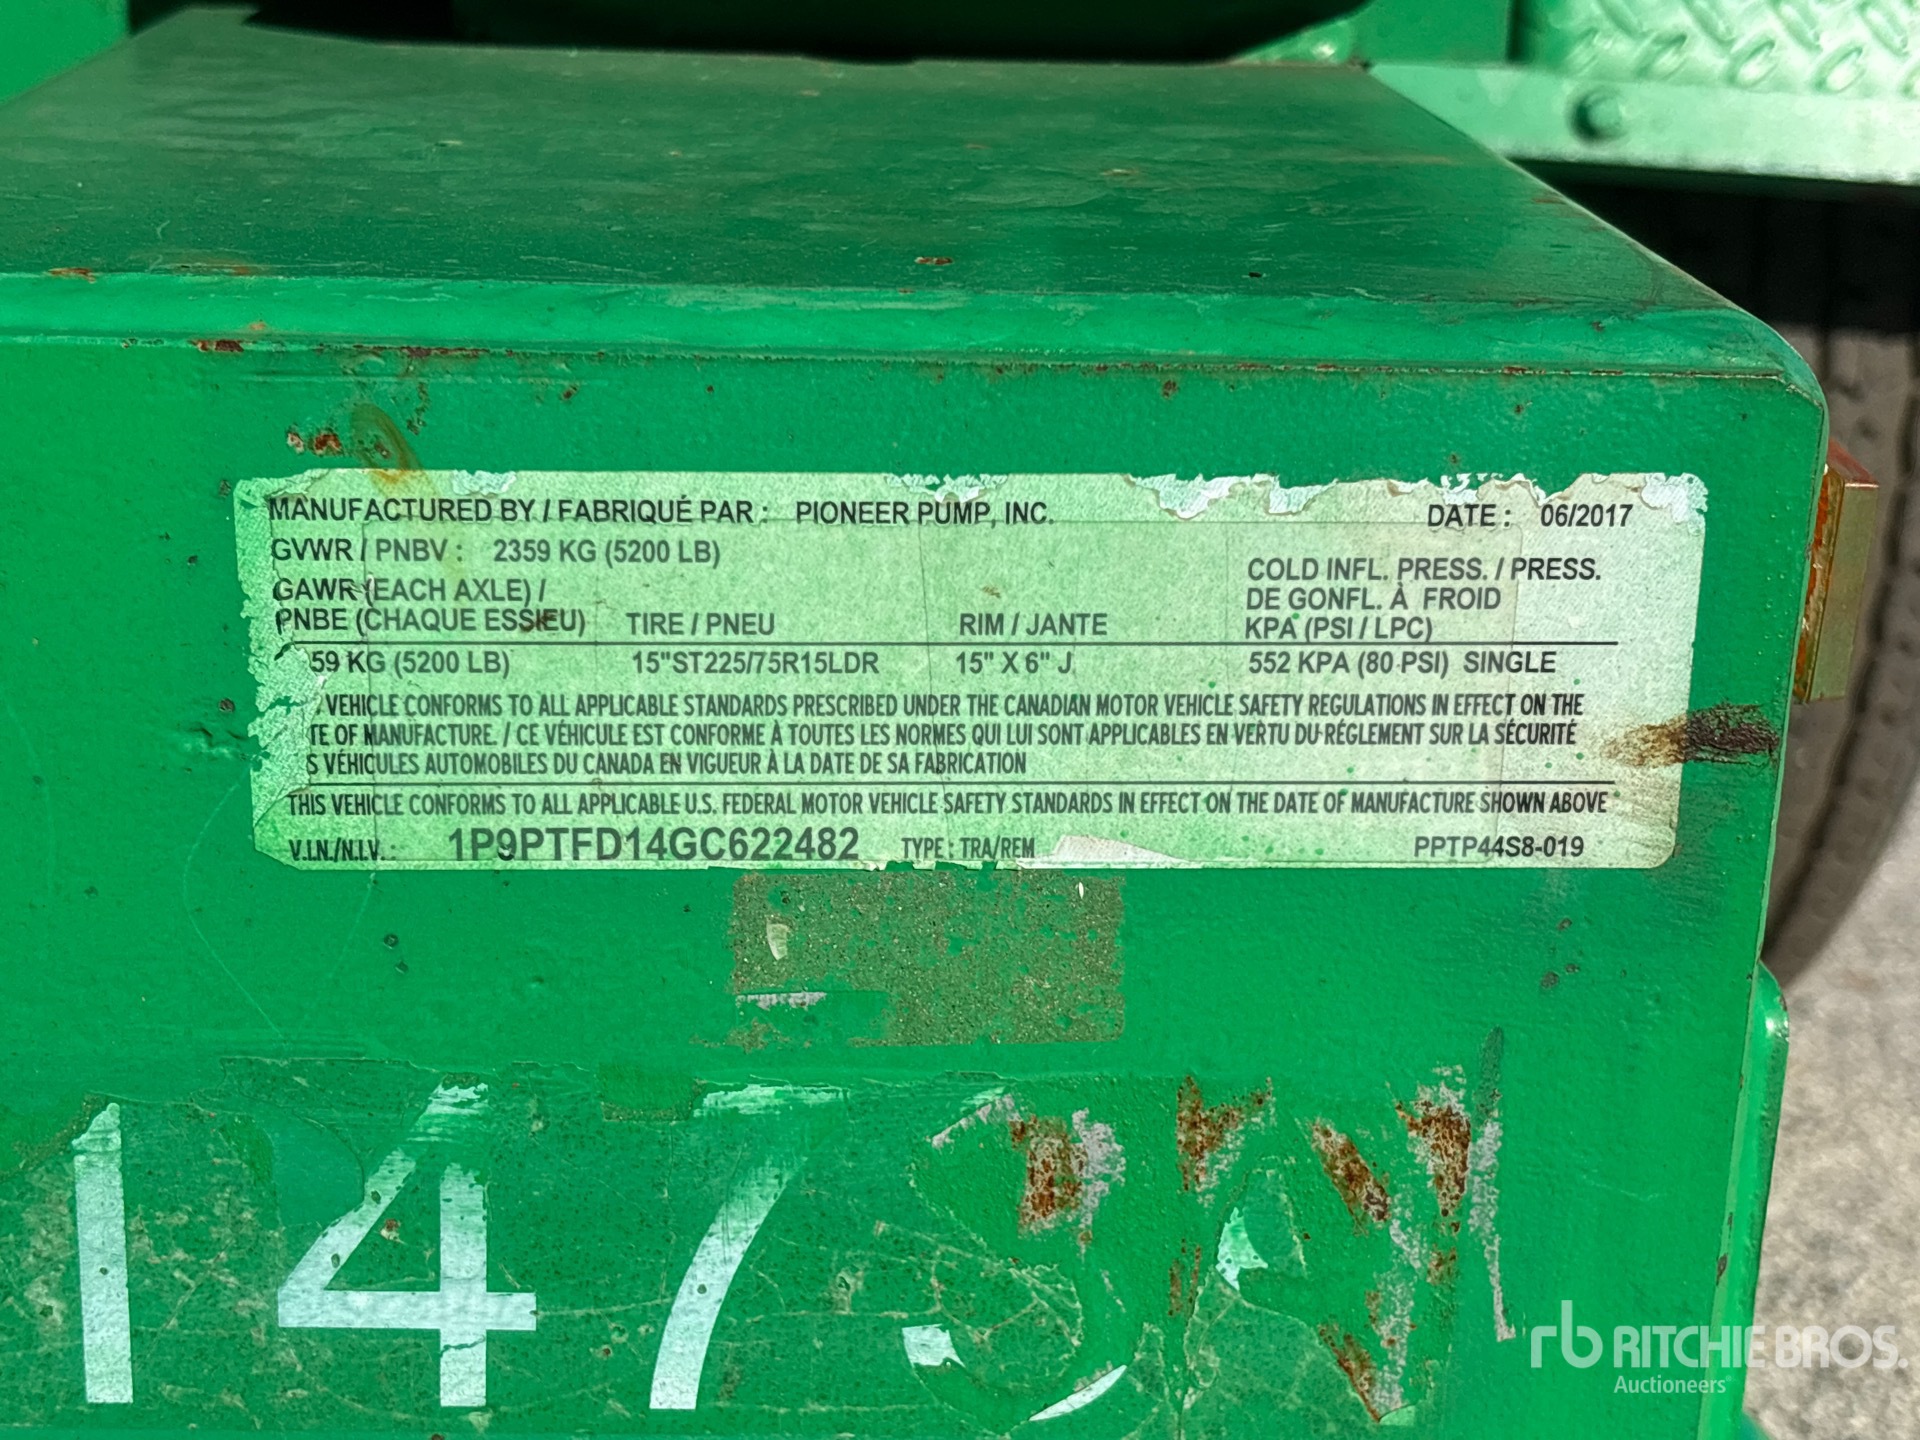 MANUFACTURED BY / FABRIQUÉ PAR : PIONEER PUMP, INC. DATE : 06/2017
GVWR / PNBV : 2359 KG (5200 LB)
GAWR (EACH AXLE) /
PNBE (CHAQUE ESSIEU) TIRE / PNEU RIM / JANTE
COLD INFL. PRESS. / PRESS.
DE GONFL. À FROID
KPA (PSI / LPC)
59 KG (5200 LB) 15"ST225/75R15LDR 15" X 6" J 552 KPA (80 PSI) SINGLE
VEHICLE CONFORMS TO ALL APPLICABLE STANDARDS PRESCRIBED UNDER THE CANADIAN MOTOR VEHICLE SAFETY REGULATIONS IN EFFECT ON THE
TE OF MANUFACTURE. / CE VÉHICULE EST CONFORME À TOUTES LES NORMES QUI LUI SONT APPLICABLES EN VERTU DU RÉGLEMENT SUR LA SÉCURITÉ
S VÉHICULES AUTOMOBILES DU CANADA EN VIGUEUR À LA DATE DE SA FABRICATION
THIS VEHICLE CONFORMS TO ALL APPLICABLE U.S. FEDERAL MOTOR VEHICLE SAFETY STANDARDS IN EFFECT ON THE DATE OF MANUFACTURE SHOWN ABOVE
V.I.N./N.I.V.: 1P9PTFD14GC622482 TYPE : TRA/REM PPTP44S8-019
147
rb RITCHIE BROS.
Auctioneers